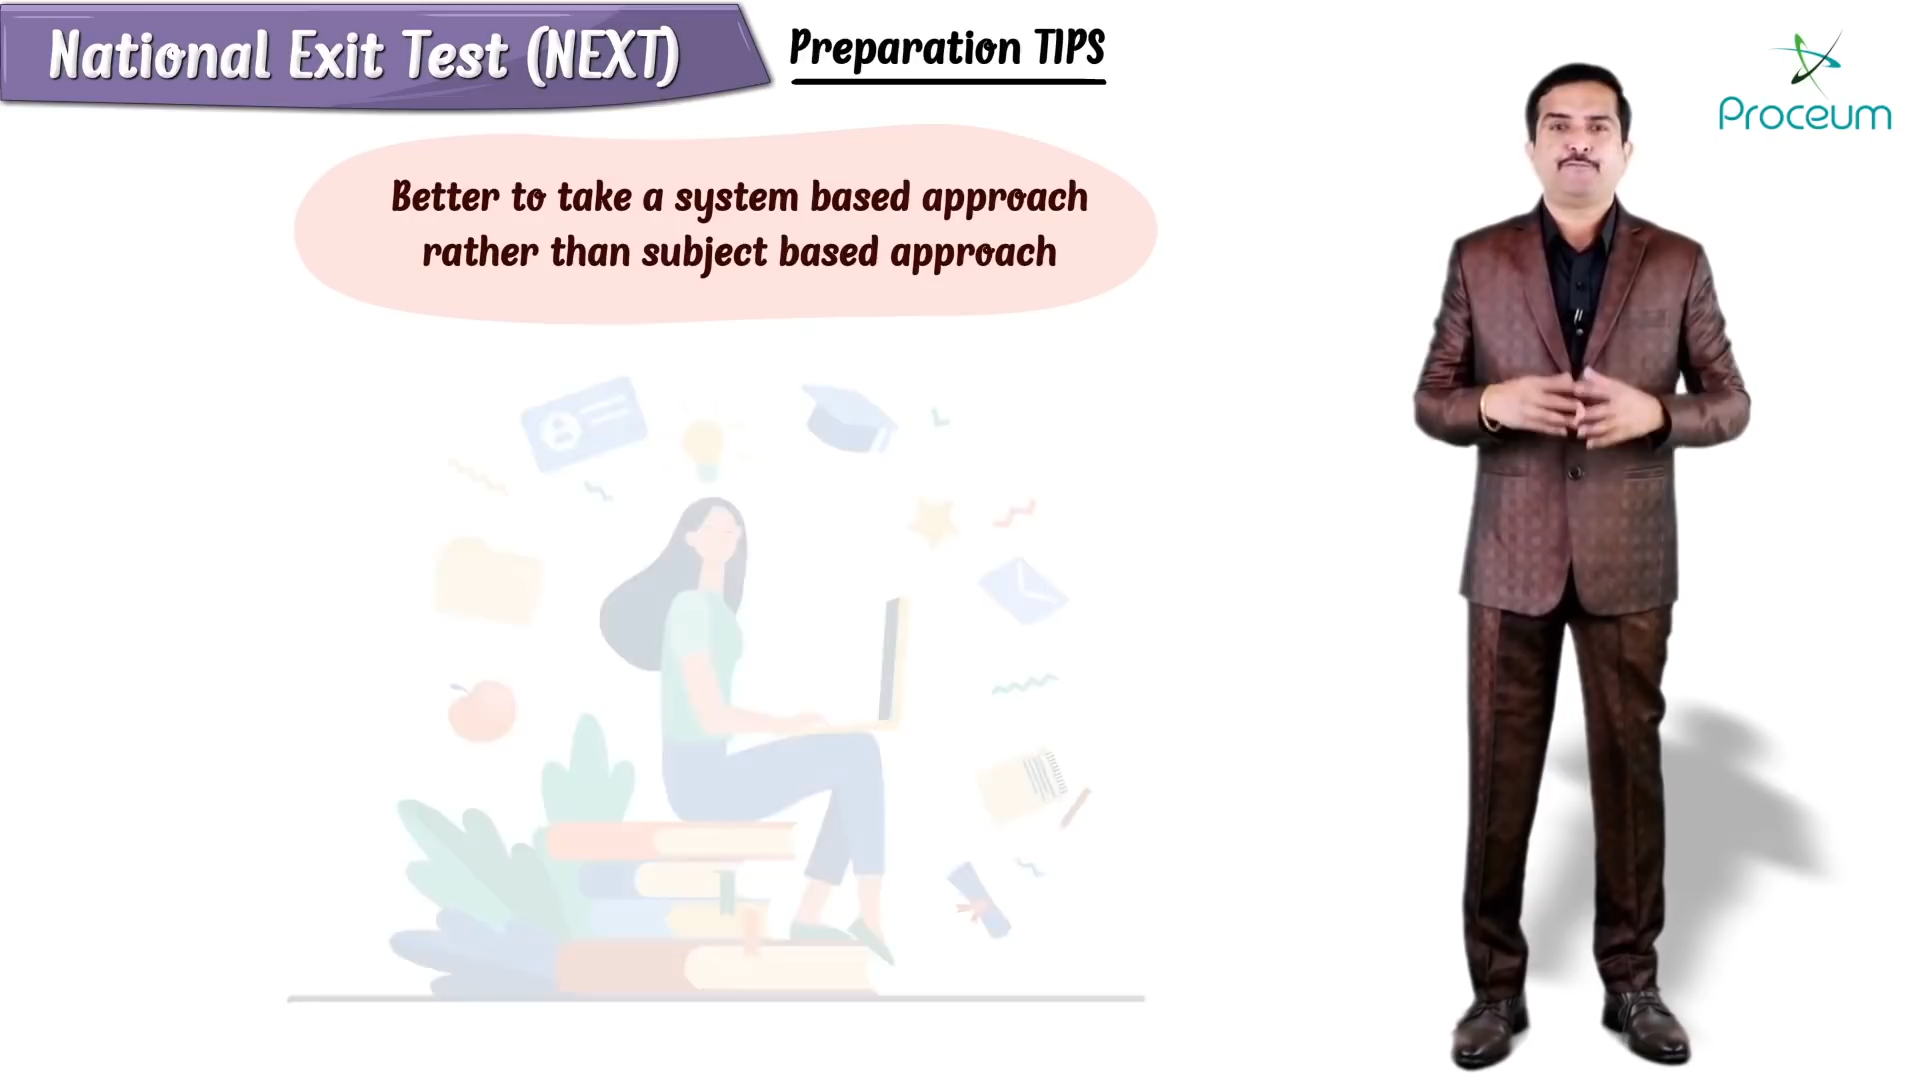 National Exit Test (NEXT)
Preparation TIPS
Proceum
Better to take a system based approach
rather than subject based approach